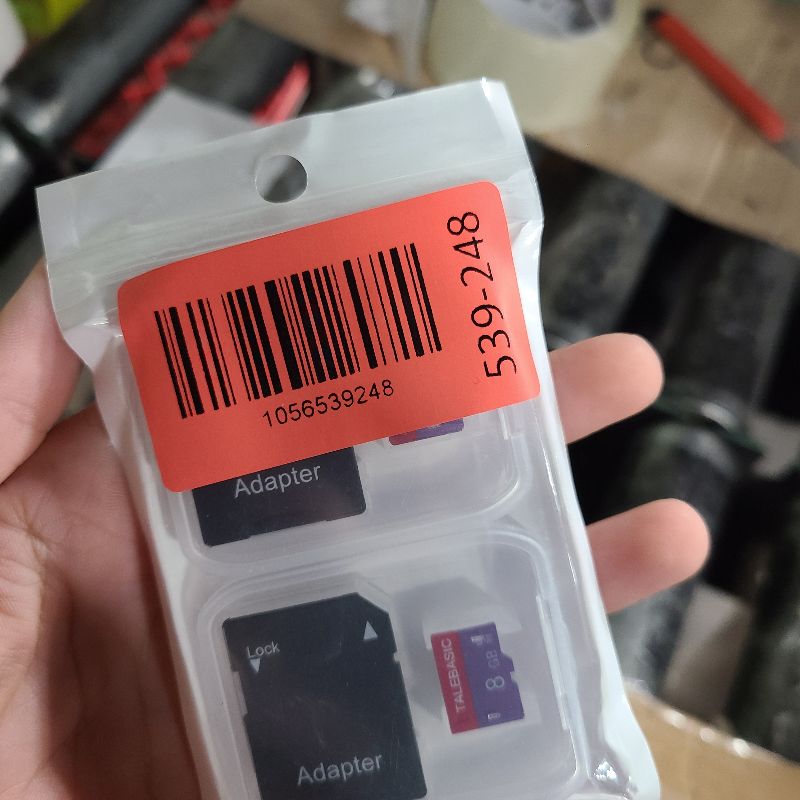 1056539248
539-248
Adapter
Lock
Adapter
TALEBASIC
8 GB